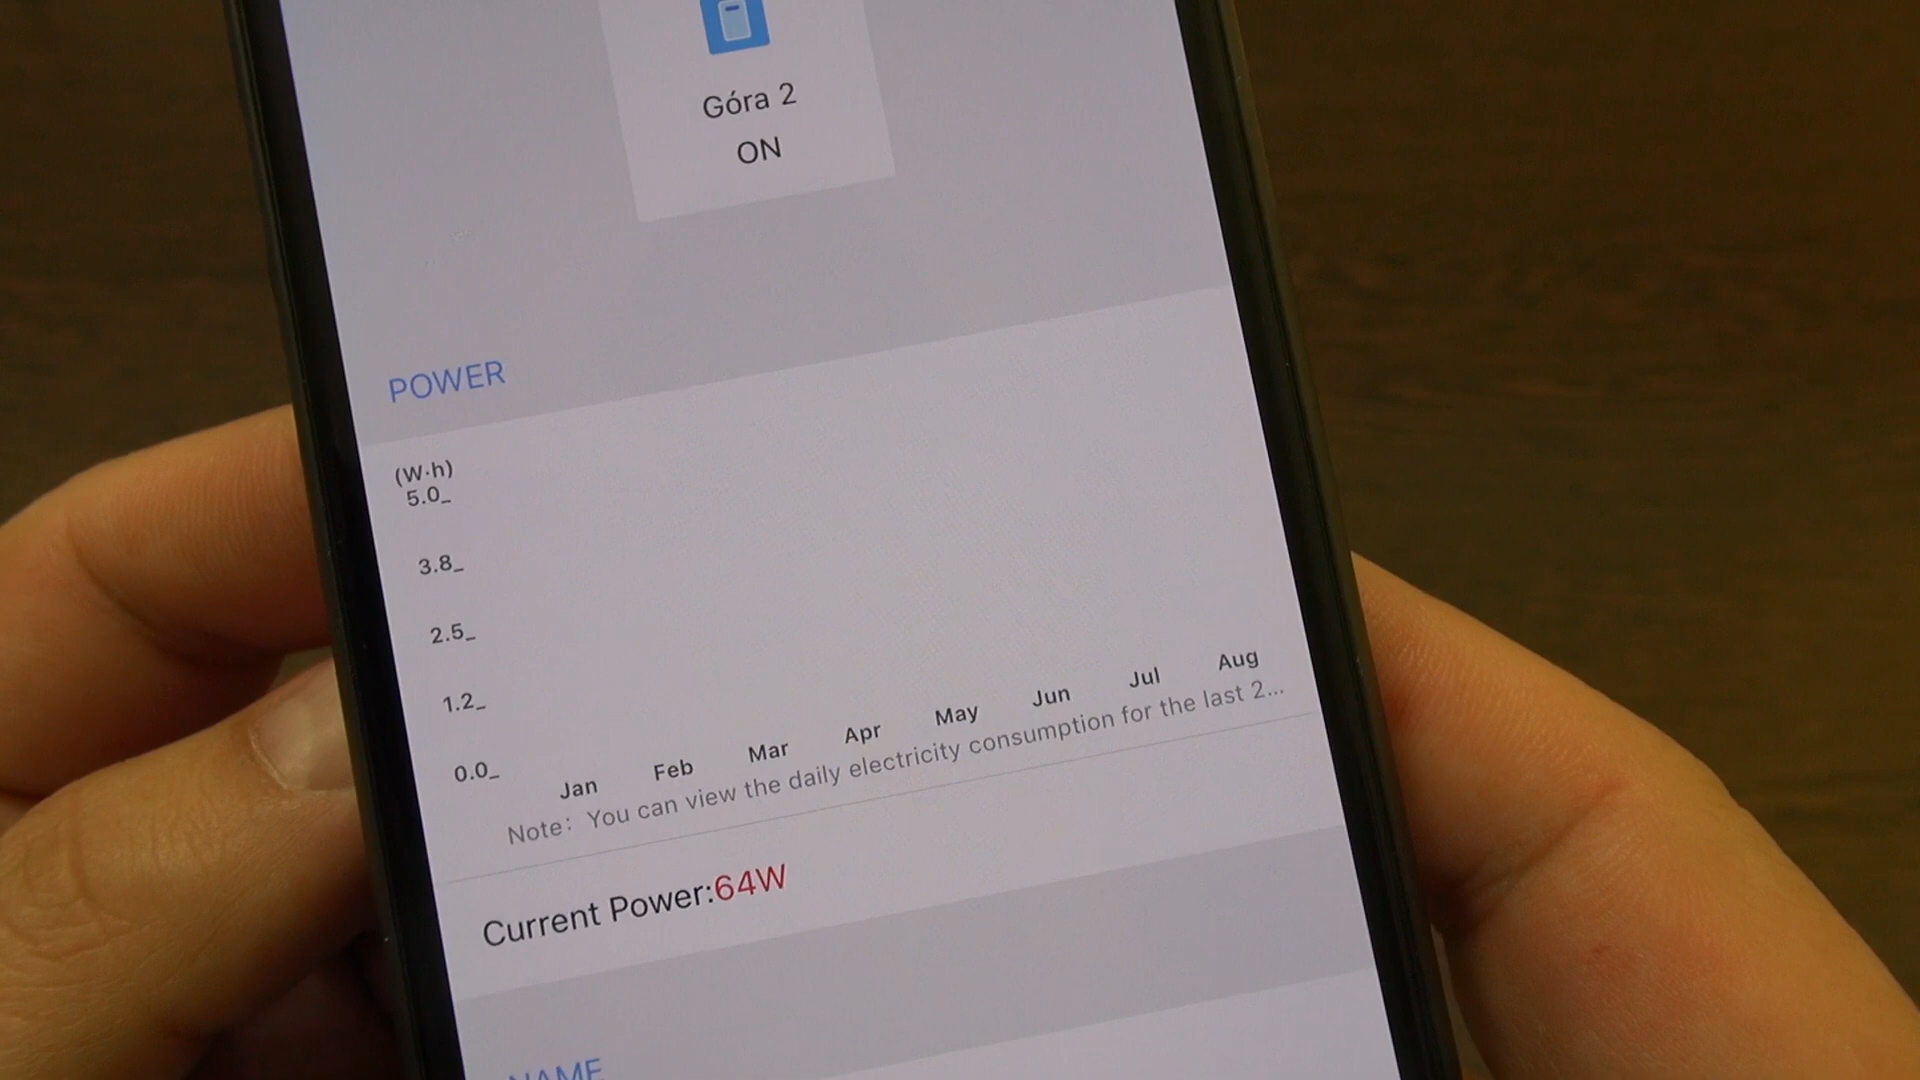 Góra 2
ON
POWER
(W·h)
5.0_
3.8_
2.5_
1.2_
0.0_
Jan Feb Mar Apr May Jun Jul Aug
Note: You can view the daily electricity consumption for the last 2...
Current Power:64W
NAME